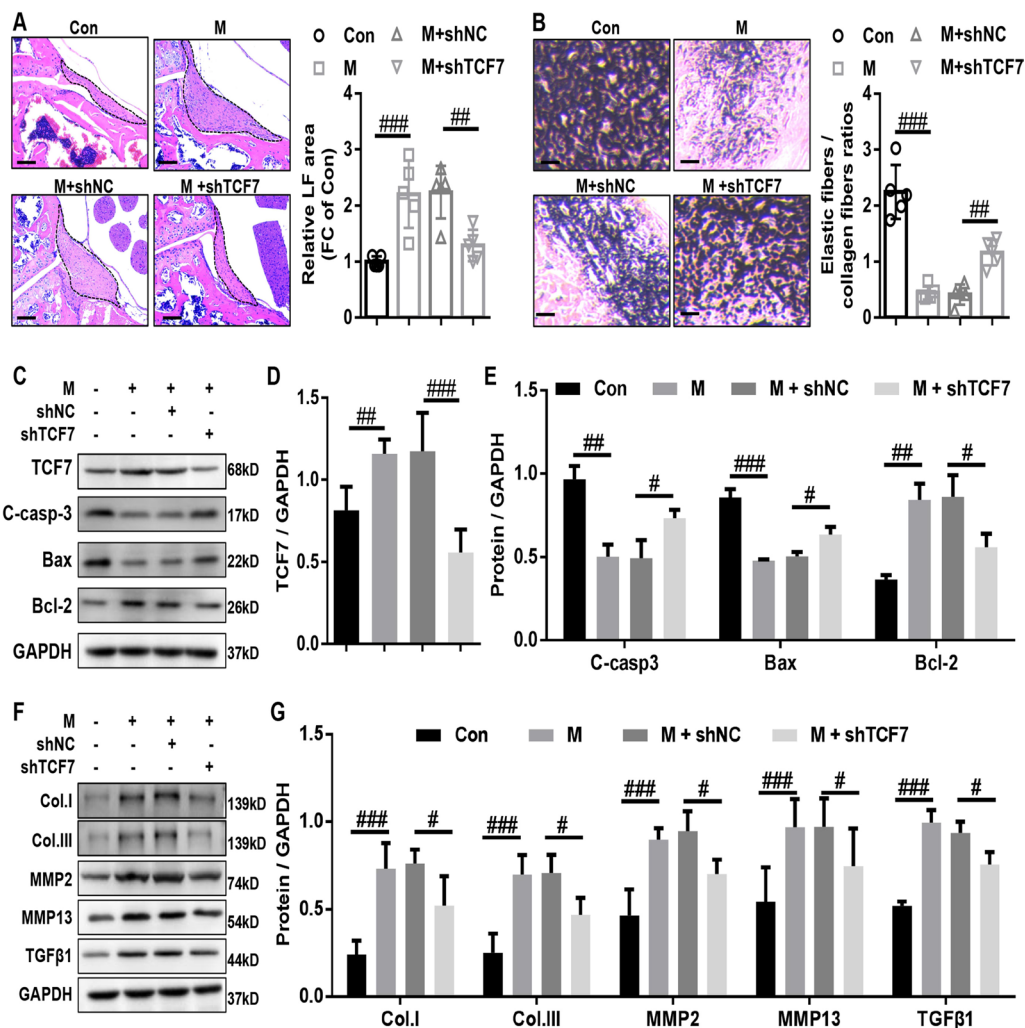 A
Con
M
M+shNC
M +shTCF7
Con
M
M+shNC
M+shTCF7
Relative LF area
(FC of Con)
4
3
2
1
0
###
##
B
Con
M
M+shNC
M +shTCF7
Con
M
M+shNC
M+shTCF7
Elastic fibers /
collagen fibers ratios
4
3
2
1
0
###
##
C
M - + + +
shNC - - + -
shTCF7 - - - +
TCF7 68kD
C-casp-3 17kD
Bax 22kD
Bcl-2 26kD
GAPDH 37kD
D
TCF7 / GAPDH
1.5
1.0
0.5
0.0
##
###
E
Con M M + shNC M + shTCF7
Protein / GAPDH
1.5
1.0
0.5
0.0
## # ### # ## #
C-casp3 Bax Bcl-2
F
M - + + +
shNC - - + -
shTCF7 - - - +
Col.I 139kD
Col.III 139kD
MMP2 74kD
MMP13 54kD
TGFβ1 44kD
GAPDH 37kD
G
Con M M + shNC M + shTCF7
Protein / GAPDH
1.5
1.0
0.5
0.0
### # ### # ### # ### # ### #
Col.I Col.III MMP2 MMP13 TGFβ1